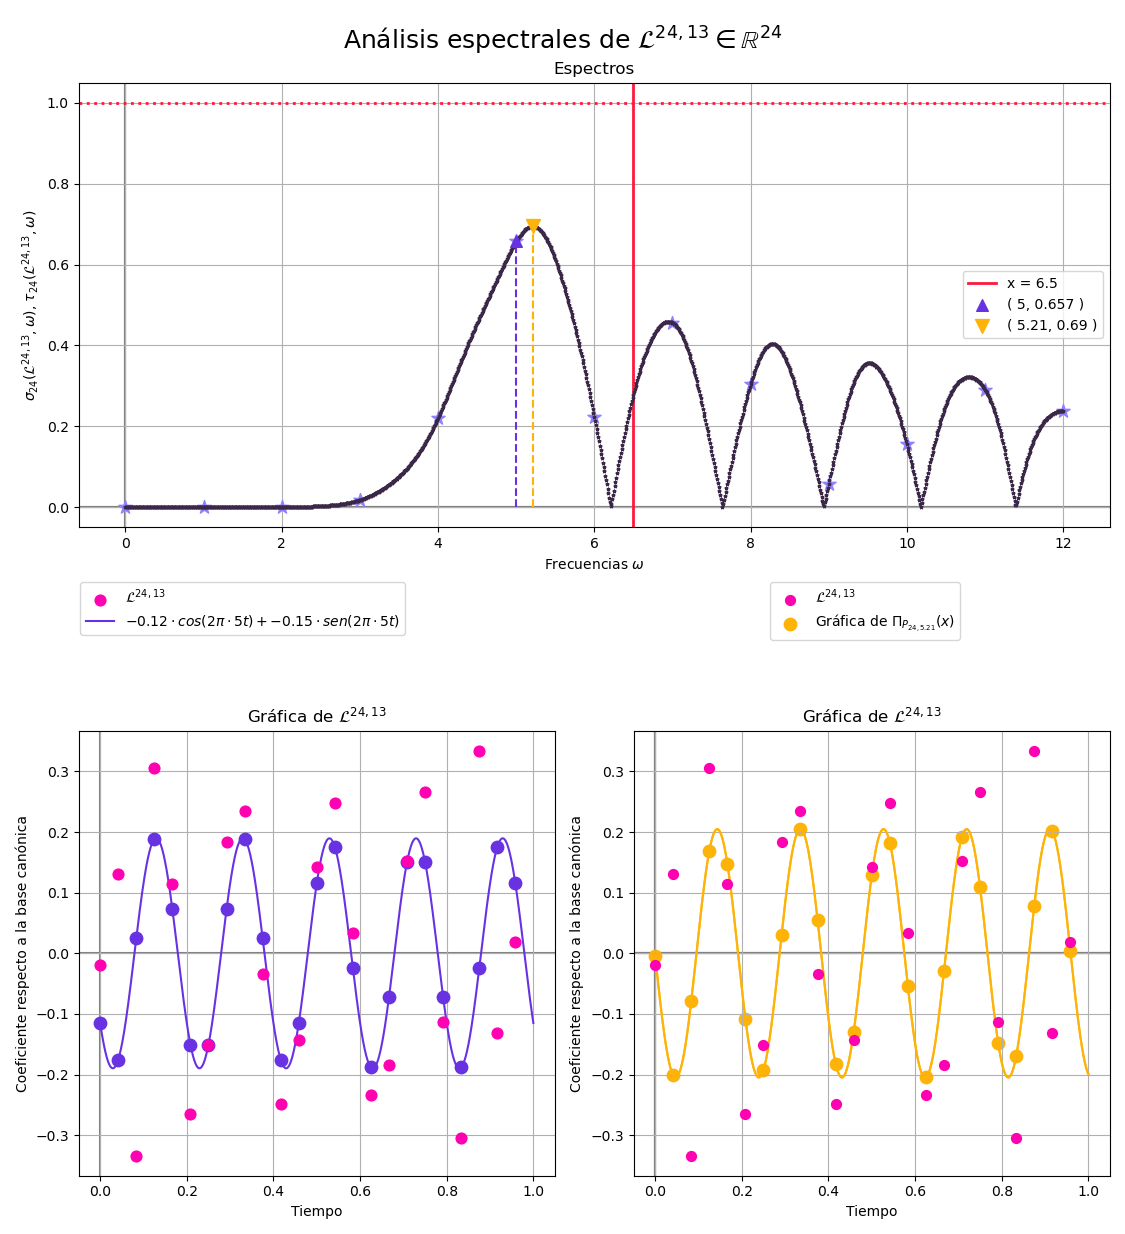 Análisis espectrales de ℒ^{24,13} ∈ ℝ^{24}
Espectros
1.0
0.8
0.6
0.4
0.2
0.0
σ_{24}(ℒ^{24,13}, ω), τ_{24}(ℒ^{24,13}, ω)
x = 6.5
( 5, 0.657 )
( 5.21, 0.69 )
0 2 4 6 8 10 12
Frecuencias ω
ℒ^{24,13}
−0.12 · cos(2π · 5t) + −0.15 · sen(2π · 5t)
ℒ^{24,13}
Gráfica de Π_{P_{24,5.21}}(x)
Gráfica de ℒ^{24,13}
0.3
0.2
0.1
0.0
−0.1
−0.2
−0.3
Coeficiente respecto a la base canónica
0.0 0.2 0.4 0.6 0.8 1.0
Tiempo
Gráfica de ℒ^{24,13}
0.3
0.2
0.1
0.0
−0.1
−0.2
−0.3
Coeficiente respecto a la base canónica
0.0 0.2 0.4 0.6 0.8 1.0
Tiempo